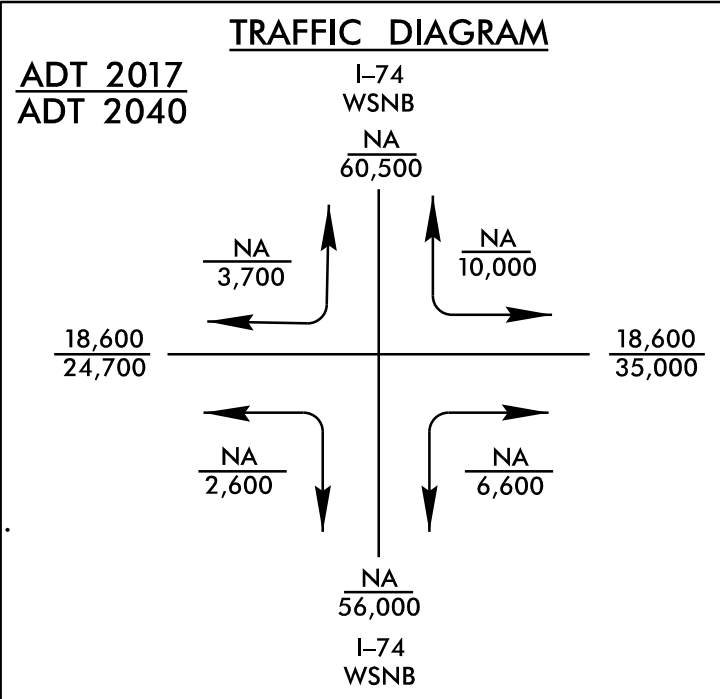 TRAFFIC DIAGRAM
ADT 2017
ADT 2040
I–74
WSNB
NA
60,500
NA
3,700
NA
10,000
18,600
24,700
18,600
35,000
NA
2,600
NA
6,600
NA
56,000
I–74
WSNB